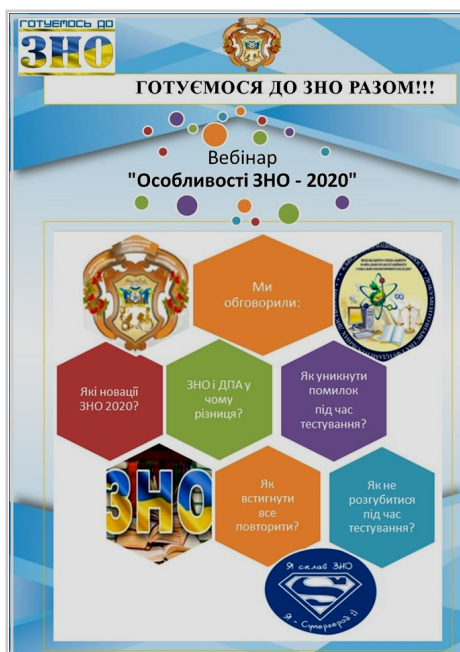 ГОТУЄМОСЬ ДО
ЗНО
ГОТУЄМОСЯ ДО ЗНО РАЗОМ!!!
Вебінар
"Особливості ЗНО - 2020"
Ми
обговорили:
Які новації
ЗНО 2020?
ЗНО і ДПА у
чому
різниця?
Як уникнути
помилок
під час
тестування?
ЗНО
Як
встигнути
все
повторити?
Як не
розгубитися
під час
тестування?
Я склав ЗНО
S
Я - Супергерой :)